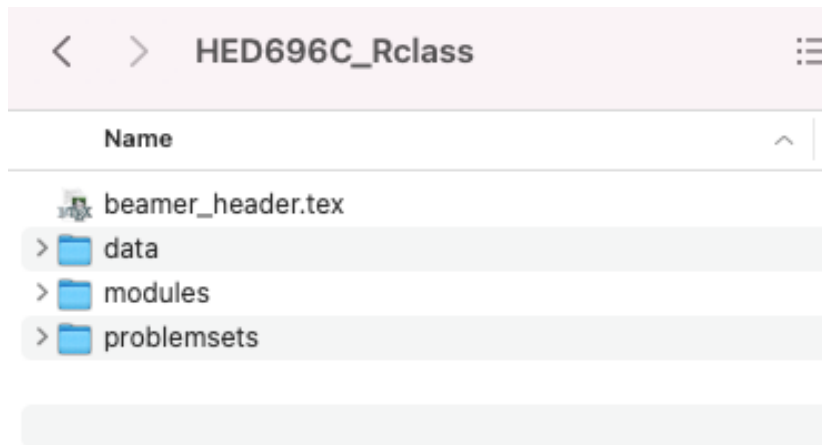 HED696C_Rclass
Name
beamer_header.tex
data
modules
problemsets